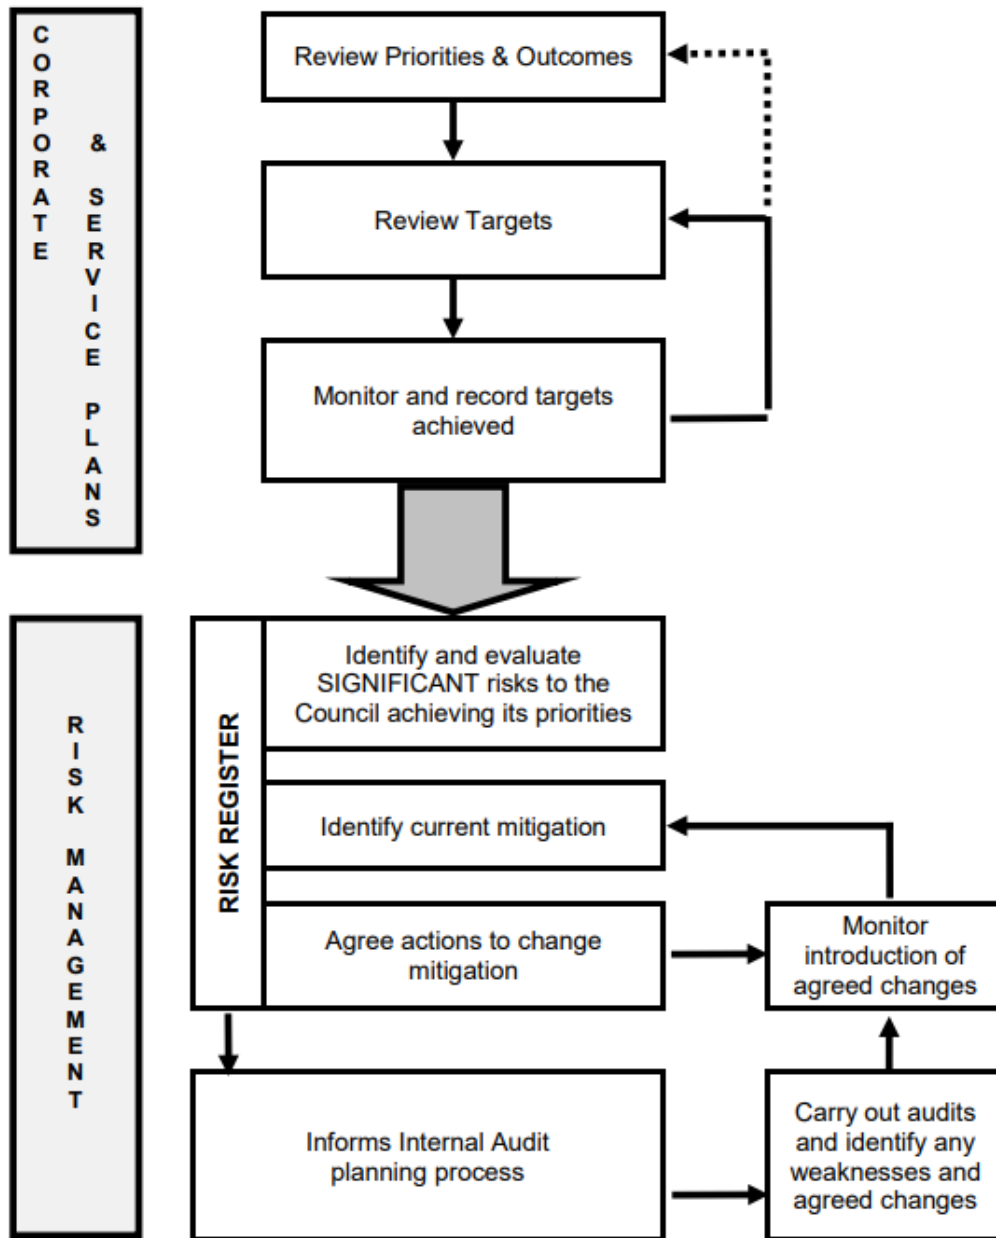 CORPORATE
& SERVICE PLANS
Review Priorities & Outcomes
Review Targets
Monitor and record targets
achieved
RISK MANAGEMENT
RISK REGISTER
Identify and evaluate
SIGNIFICANT risks to the
Council achieving its priorities
Identify current mitigation
Agree actions to change
mitigation
Monitor
introduction of
agreed changes
Informs Internal Audit
planning process
Carry out audits
and identify any
weaknesses and
agreed changes